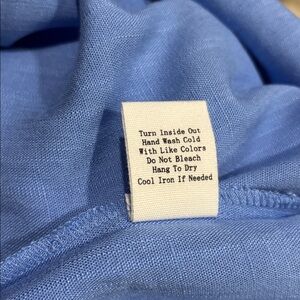 Turn Inside Out
Hand Wash Cold
With Like Colors
Do Not Bleach
Hang To Dry
Cool Iron If Needed